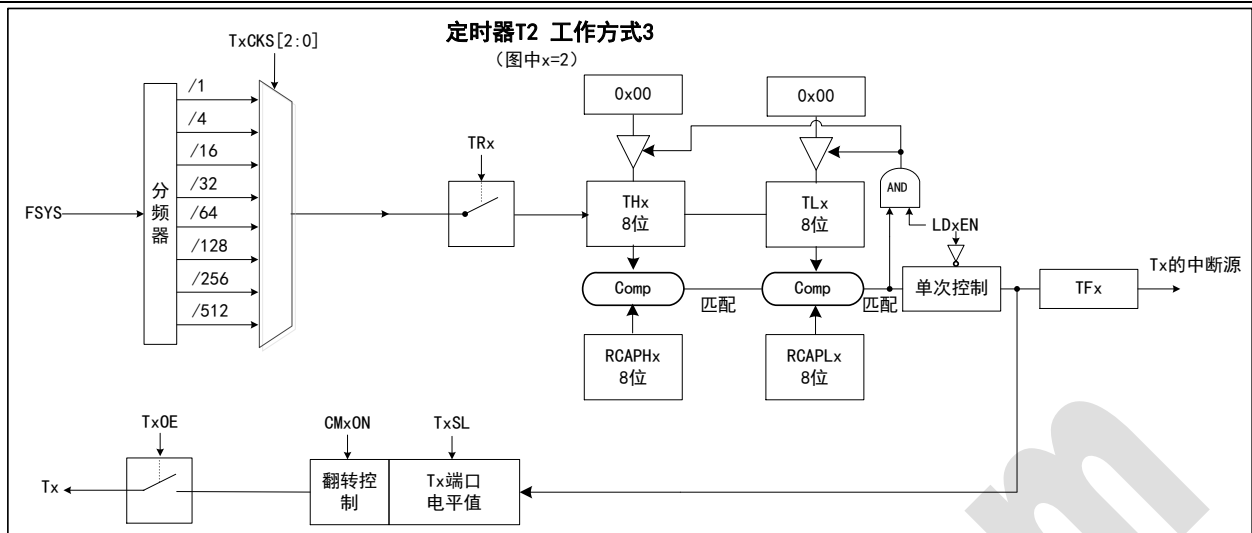 定时器T2 工作方式3
（图中x=2）
TxCKS[2:0]
/1
/4
/16
/32
/64
/128
/256
/512
FSYS
分频器
TRx
0x00
0x00
THx
8位
TLx
8位
AND
LDxEN
Comp
匹配
Comp
匹配
单次控制
TFx
Tx的中断源
RCAPHx
8位
RCAPLx
8位
TxOE
CMxON
TxSL
Tx
翻转控
制
Tx端口
电平值
m